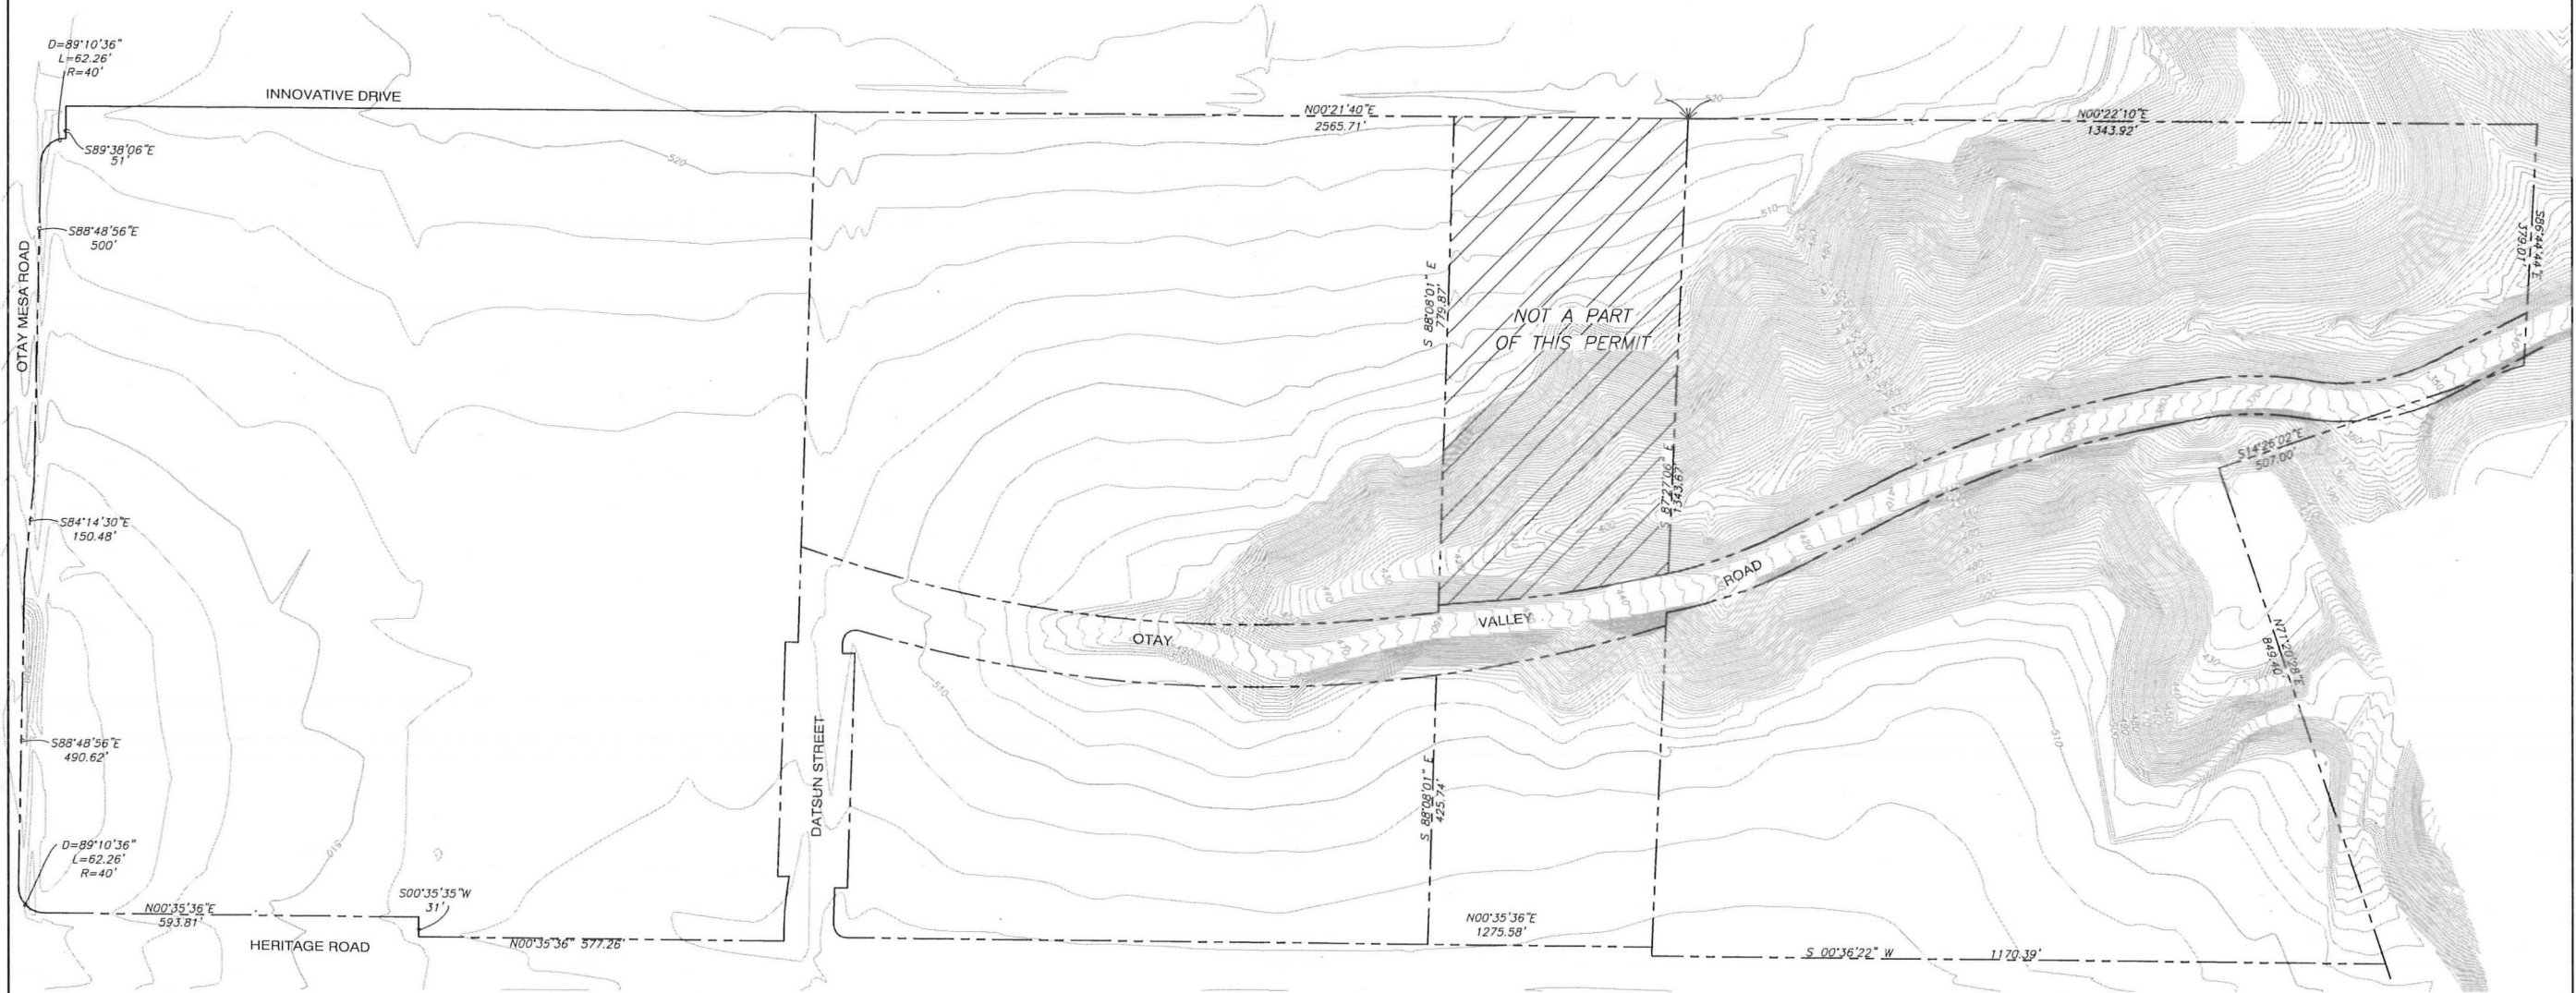 D=89°10'36"
L=62.26'
R=40'
INNOVATIVE DRIVE
S89°38'06"E
51'
520
N00°21'40"E
2565.71'
520
N00°22'10"E
1343.92'
S86°44'44"E
379.01'
OTAY MESA ROAD
S88°48'56"E
500'
510
S 88°08'01" E
779.87'
NOT A PART
OF THIS PERMIT
S 87°27'06" E
1343.67'
S14°26'02"E
507.00'
S84°14'30"E
150.48'
OTAY
VALLEY
ROAD
N71°20'28"E
849.40'
510
510
S88°48'56"E
490.62'
DATSUN STREET
S 88°08'01" E
425.74'
D=89°10'36"
L=62.26'
R=40'
510
N00°35'36"E
593.81'
S00°35'35"W
31'
HERITAGE ROAD
N00°35'36" 577.26'
N00°35'36"E
1275.58'
S 00°36'22" W 1170.39'